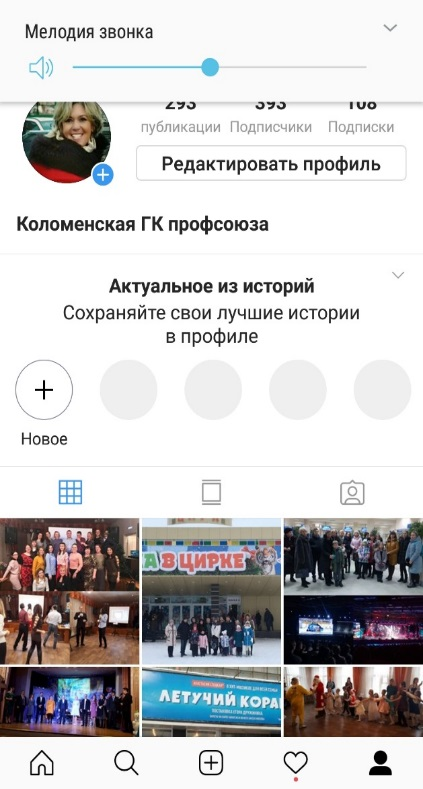 Мелодия звонка
293
393
108
публикации
Подписчики
Подписки
Редактировать профиль
Коломенская ГК профсоюза
Актуальное из историй
Сохраняйте свои лучшие истории
в профиле
Новое
А В ЦИРКЕ
ЛЕТУЧИЙ КОРА